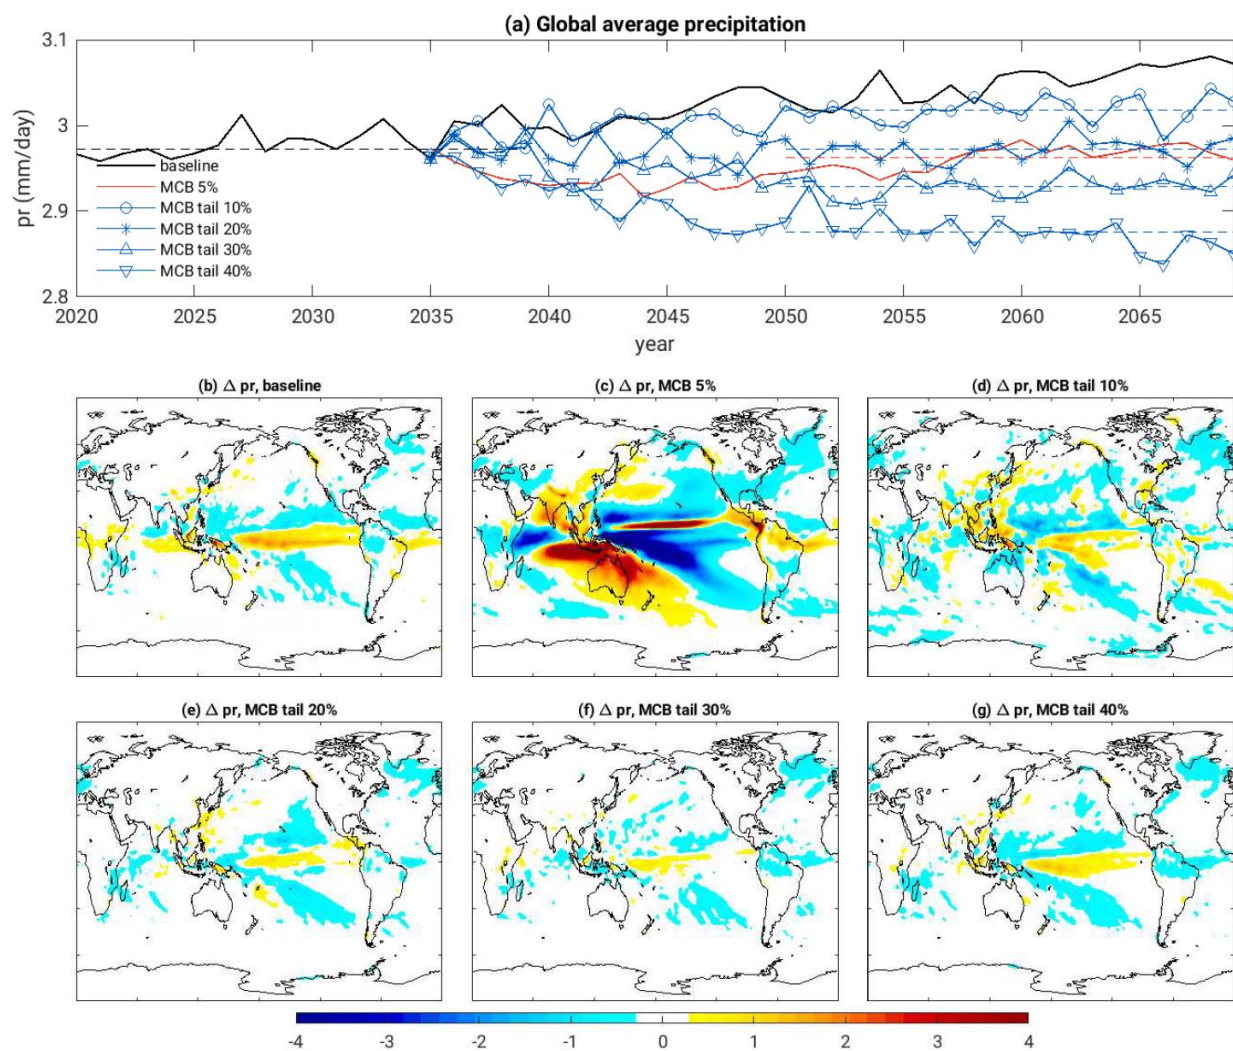 (a) Global average precipitation
3.1
3
2.9
2.8
pr (mm/day)
baseline
MCB 5%
MCB tail 10%
MCB tail 20%
MCB tail 30%
MCB tail 40%
2020 2025 2030 2035 2040 2045 2050 2055 2060 2065
year
(b) Δ pr, baseline
(c) Δ pr, MCB 5%
(d) Δ pr, MCB tail 10%
(e) Δ pr, MCB tail 20%
(f) Δ pr, MCB tail 30%
(g) Δ pr, MCB tail 40%
-4 -3 -2 -1 0 1 2 3 4